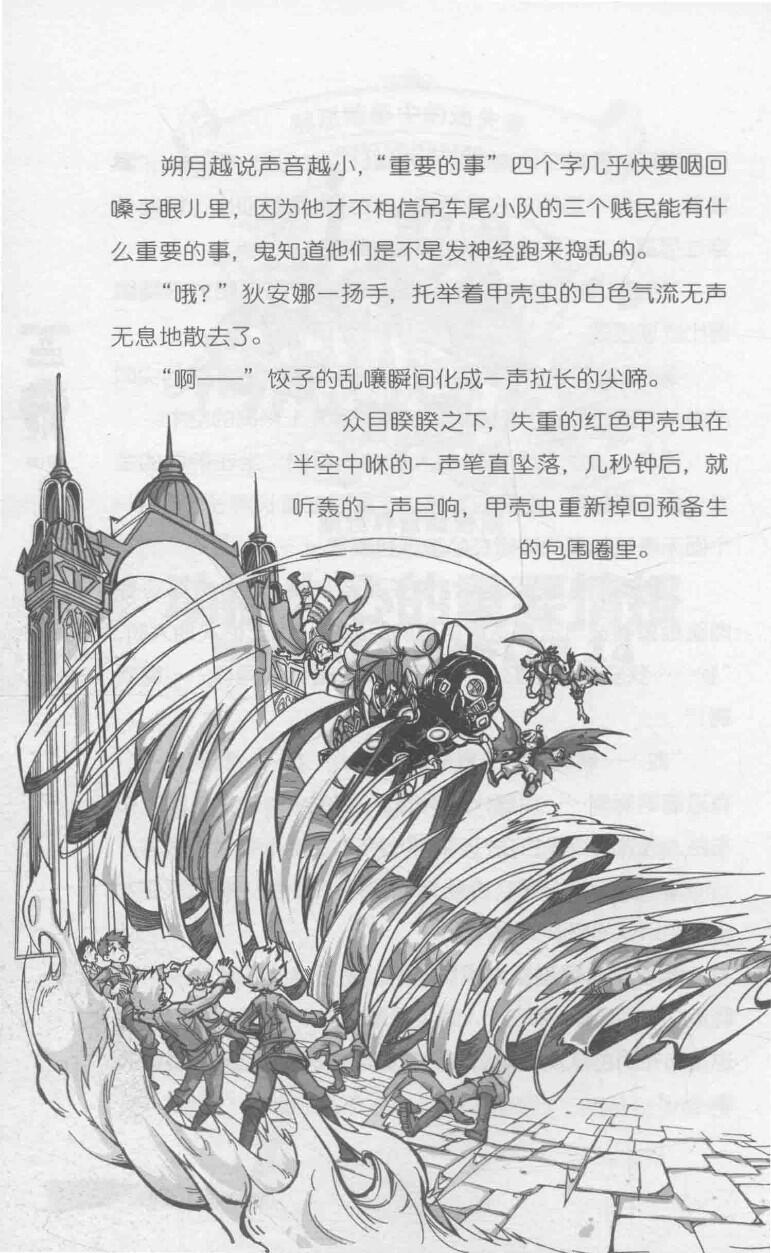 朔月越说声音越小，“重要的事”四个字几乎快要咽回
嗓子眼儿里，因为他才不相信吊车尾小队的三个贱民能有什
么重要的事，鬼知道他们是不是发神经跑来捣乱的。
“哦？”狄安娜一扬手，托举着甲壳虫的白色气流无声
无息地散去了。
“啊——”饺子的乱嚷瞬间化成一声拉长的尖啼。
众目睽睽之下，失重的红色甲壳虫在
半空中咻的一声笔直坠落，几秒钟后，就
听轰的一声巨响，甲壳虫重新掉回预备生
的包围圈里。